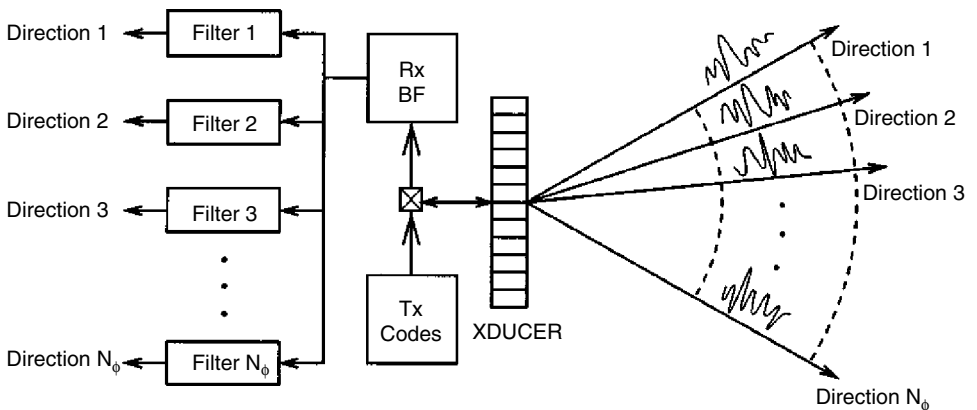 Direction 1
Filter 1
Rx
BF
Direction 1
Direction 2
Filter 2
Direction 2
Direction 3
Filter 3
Direction 3
Tx
Codes
XDUCER
Direction Nϕ
Filter Nϕ
Direction Nϕ